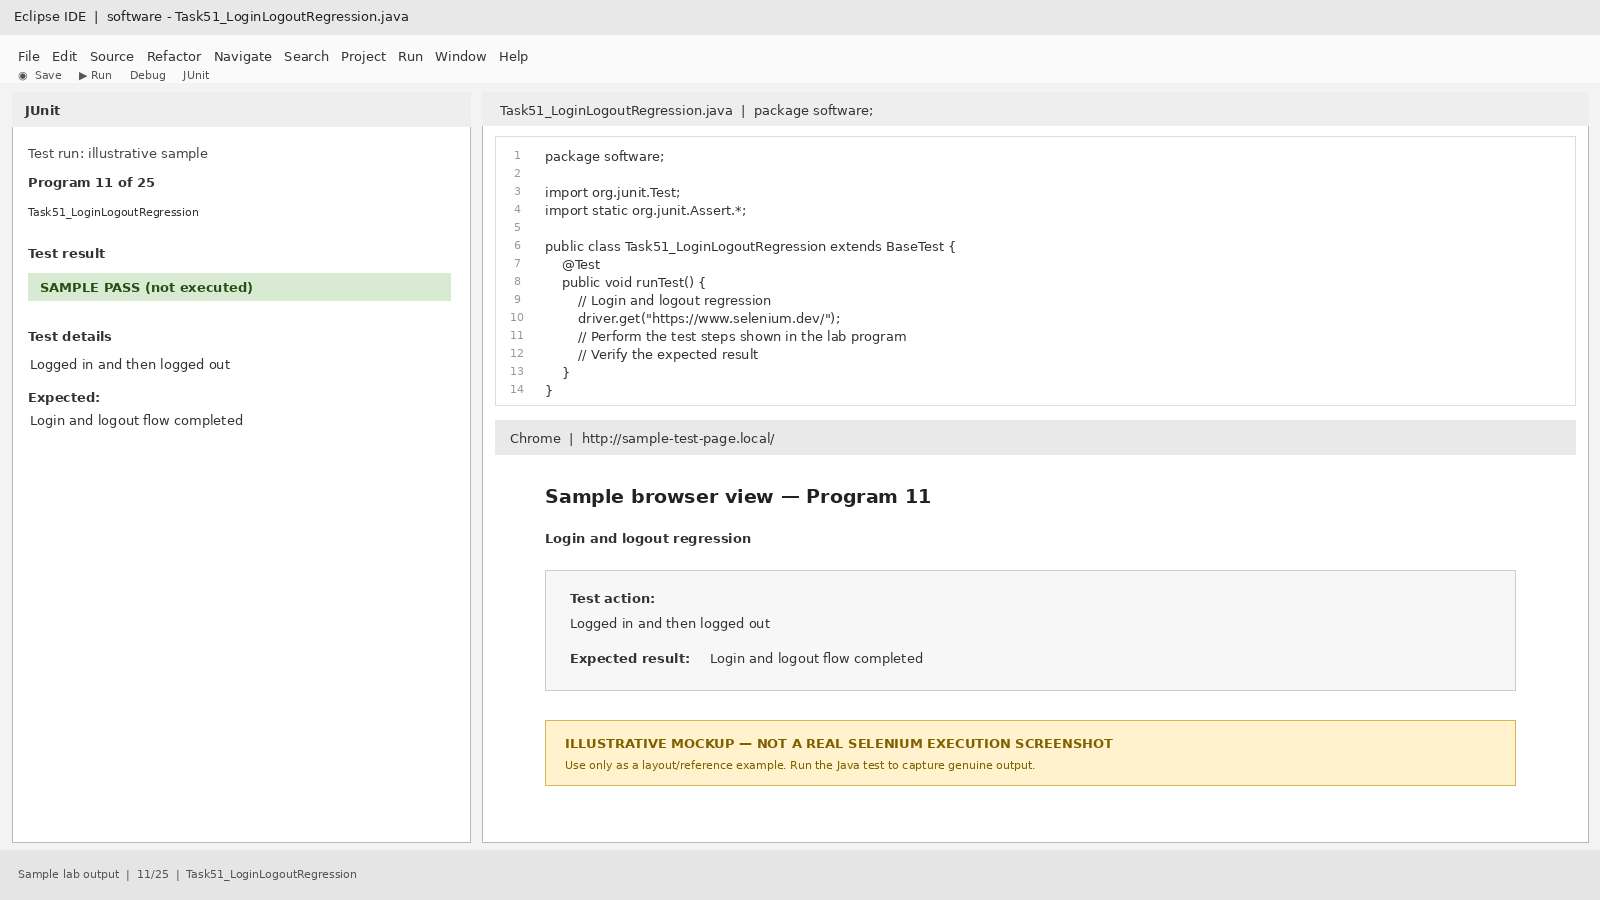 Eclipse IDE | software - Task51_LoginLogoutRegression.java
File Edit Source Refactor Navigate Search Project Run Window Help
◉ Save ▶ Run Debug JUnit
JUnit
Test run: illustrative sample
Program 11 of 25
Task51_LoginLogoutRegression
Test result
SAMPLE PASS (not executed)
Test details
Logged in and then logged out
Expected:
Login and logout flow completed
Task51_LoginLogoutRegression.java | package software;
1 package software;
2
3 import org.junit.Test;
4 import static org.junit.Assert.*;
5
6 public class Task51_LoginLogoutRegression extends BaseTest {
7 @Test
8 public void runTest() {
9 // Login and logout regression
10 driver.get("https://www.selenium.dev/");
11 // Perform the test steps shown in the lab program
12 // Verify the expected result
13 }
14 }
Chrome | http://sample-test-page.local/
Sample browser view — Program 11
Login and logout regression
Test action:
Logged in and then logged out
Expected result: Login and logout flow completed
ILLUSTRATIVE MOCKUP — NOT A REAL SELENIUM EXECUTION SCREENSHOT
Use only as a layout/reference example. Run the Java test to capture genuine output.
Sample lab output | 11/25 | Task51_LoginLogoutRegression